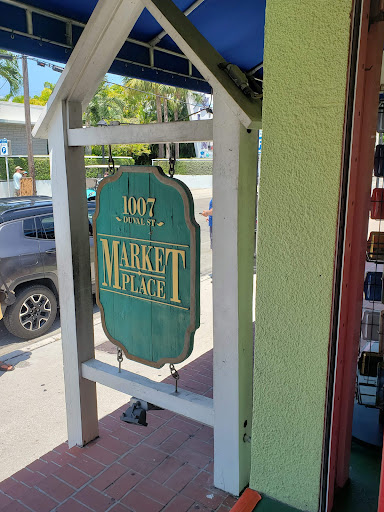 1007
DUVAL ST
MARKET
PLACE